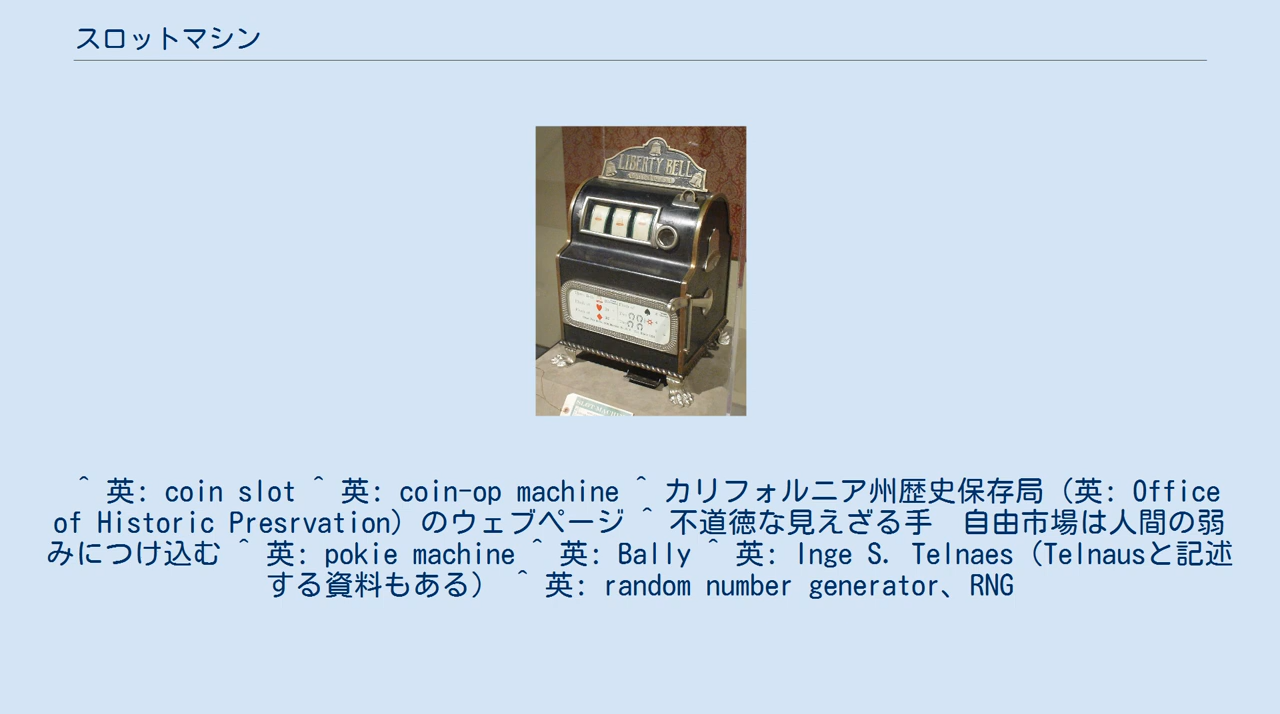 スロットマシン
LIBERTY BELL
^ 英: coin slot ^ 英: coin-op machine ^ カリフォルニア州歴史保存局（英: Office
of Historic Presrvation）のウェブページ ^ 不道徳な見えざる手　自由市場は人間の弱
みにつけ込む ^ 英: pokie machine ^ 英: Bally ^ 英: Inge S. Telnaes（Telnausと記述
する資料もある） ^ 英: random number generator、RNG